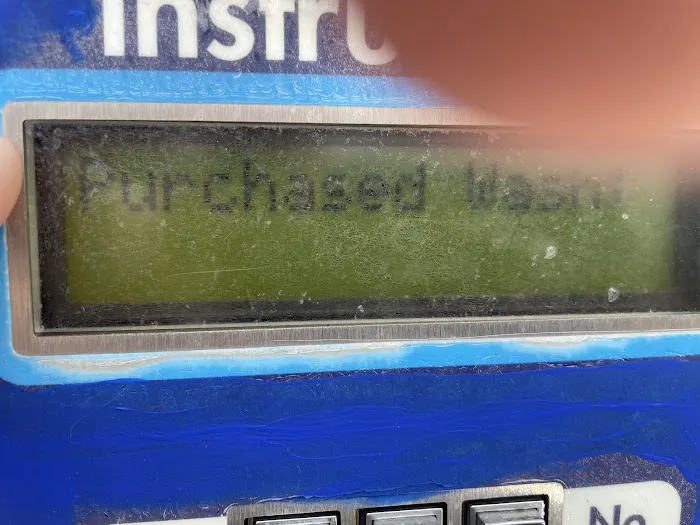 Instru
Purchased Wash?
No